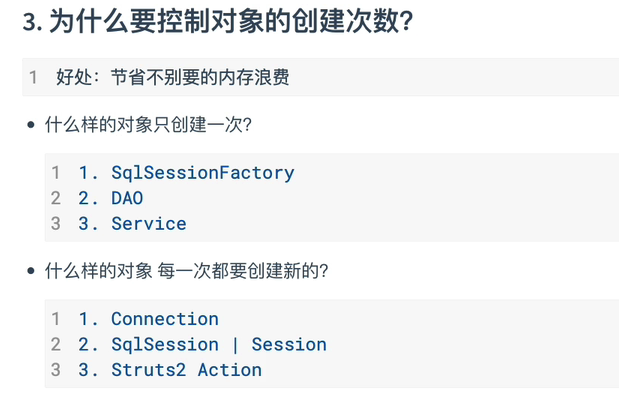 3. 为什么要控制对象的创建次数?
1 好处：节省不别要的内存浪费
• 什么样的对象只创建一次?
1 1. SqlSessionFactory
2 2. DAO
3 3. Service
• 什么样的对象 每一次都要创建新的?
1 1. Connection
2 2. SqlSession | Session
3 3. Struts2 Action